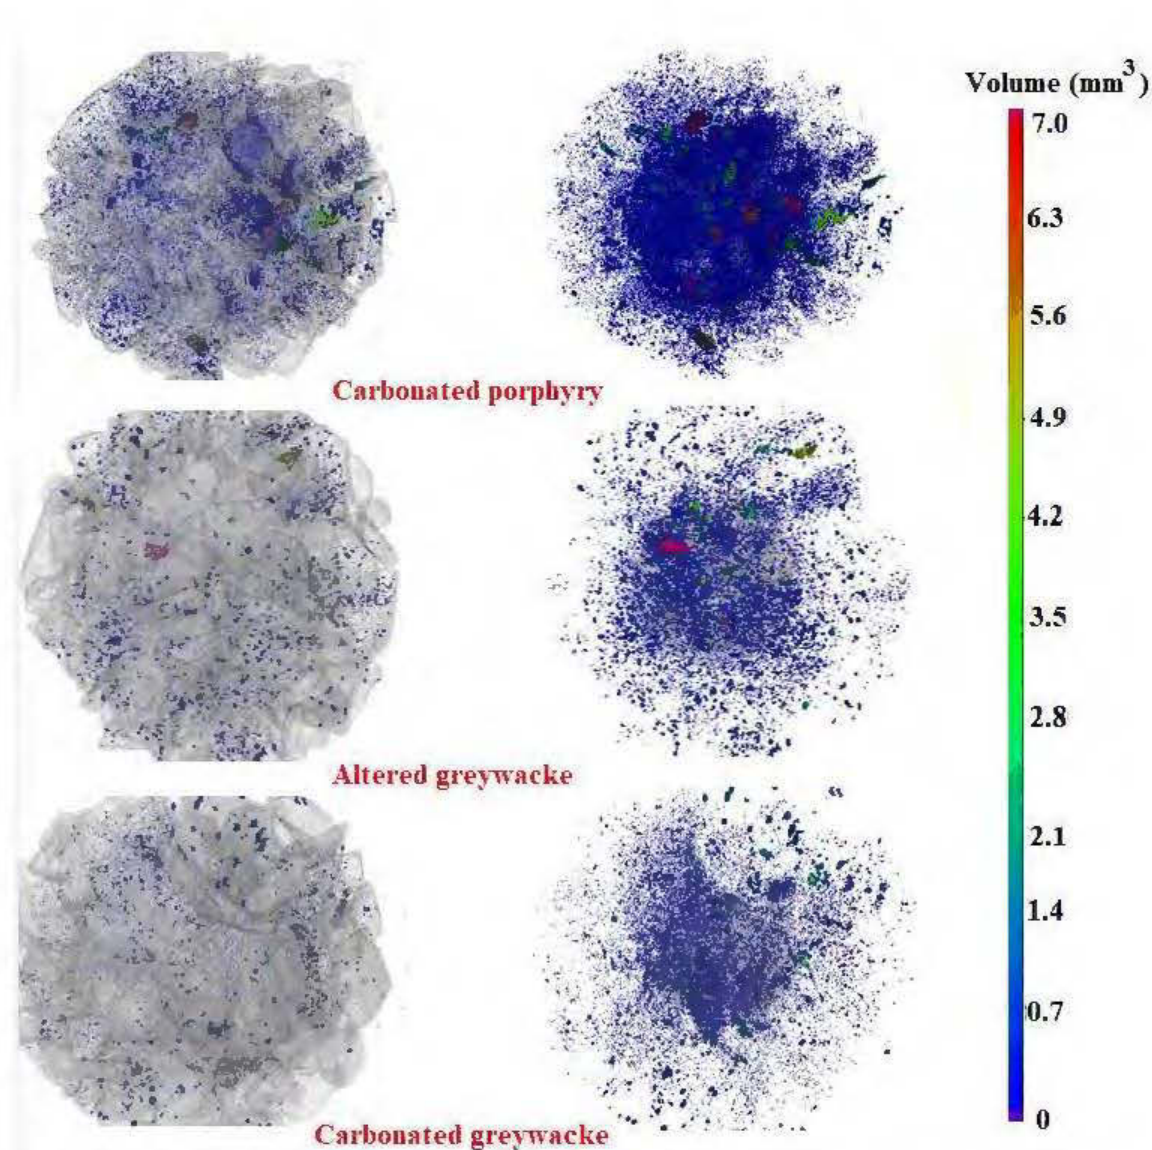 Volume (mm³)
7.0
6.3
5.6
4.9
4.2
3.5
2.8
2.1
1.4
0.7
0
Carbonated porphyry
Altered greywacke
Carbonated greywacke